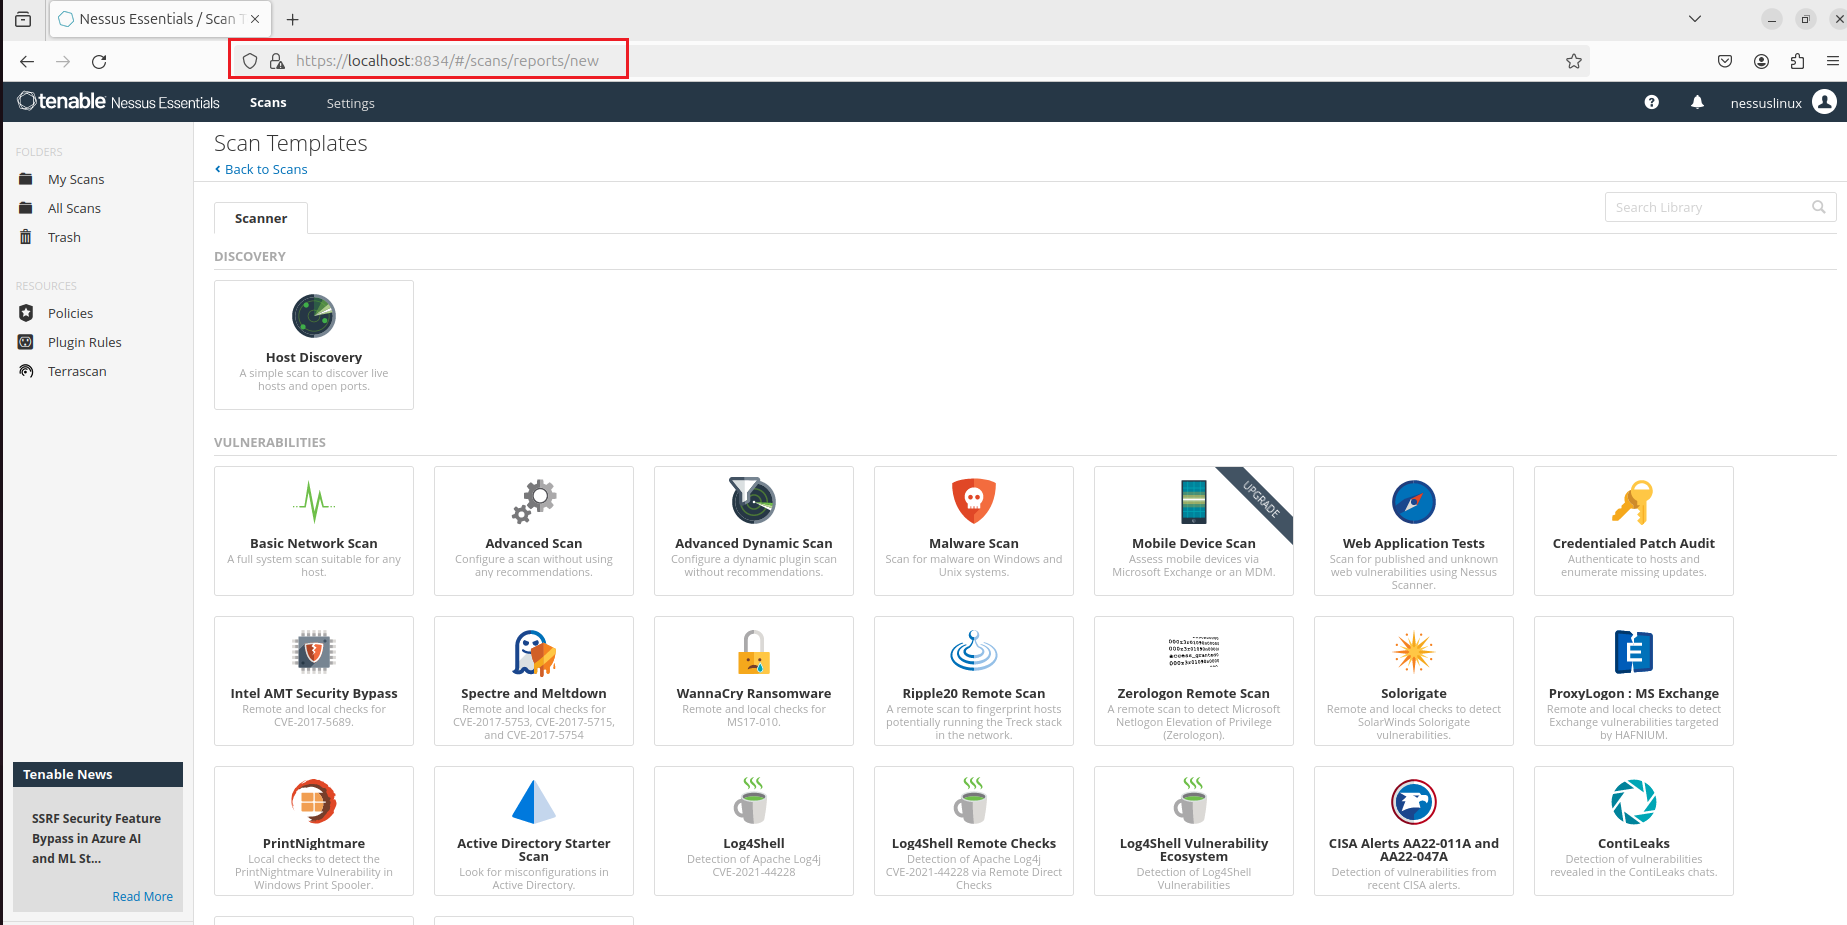 Nessus Essentials / Scan T
https://localhost:8834/#/scans/reports/new
tenable Nessus Essentials
Scans
Settings
nessuslinux
FOLDERS
My Scans
All Scans
Trash
RESOURCES
Policies
Plugin Rules
Terrascan
Tenable News
SSRF Security Feature
Bypass in Azure AI
and ML St...
Read More
Scan Templates
Back to Scans
Scanner
Search Library
DISCOVERY
Host Discovery
A simple scan to discover live
hosts and open ports.
VULNERABILITIES
Basic Network Scan
A full system scan suitable for any
host.
Advanced Scan
Configure a scan without using
any recommendations.
Advanced Dynamic Scan
Configure a dynamic plugin scan
without recommendations.
Malware Scan
Scan for malware on Windows and
Unix systems.
UPGRADE
Mobile Device Scan
Assess mobile devices via
Microsoft Exchange or an MDM.
Web Application Tests
Scan for published and unknown
web vulnerabilities using Nessus
Scanner.
Credentialed Patch Audit
Authenticate to hosts and
enumerate missing updates.
Intel AMT Security Bypass
Remote and local checks for
CVE-2017-5689.
Spectre and Meltdown
Remote and local checks for
CVE-2017-5753, CVE-2017-5715,
and CVE-2017-5754
WannaCry Ransomware
Remote and local checks for
MS17-010.
Ripple20 Remote Scan
A remote scan to fingerprint hosts
potentially running the Treck stack
in the network.
Zerologon Remote Scan
A remote scan to detect Microsoft
Netlogon Elevation of Privilege
(Zerologon).
Solorigate
Remote and local checks to detect
SolarWinds Solorigate
vulnerabilities.
E
ProxyLogon : MS Exchange
Remote and local checks to detect
Exchange vulnerabilities targeted
by HAFNIUM.
PrintNightmare
Local checks to detect the
PrintNightmare Vulnerability in
Windows Print Spooler.
Active Directory Starter
Scan
Look for misconfigurations in
Active Directory.
Log4Shell
Detection of Apache Log4j
CVE-2021-44228
Log4Shell Remote Checks
Detection of Apache Log4j
CVE-2021-44228 via Remote Direct
Checks
Log4Shell Vulnerability
Ecosystem
Detection of Log4Shell
Vulnerabilities
CISA Alerts AA22-011A and
AA22-047A
Detection of vulnerabilities from
recent CISA alerts.
ContiLeaks
Detection of vulnerabilities
revealed in the ContiLeaks chats.